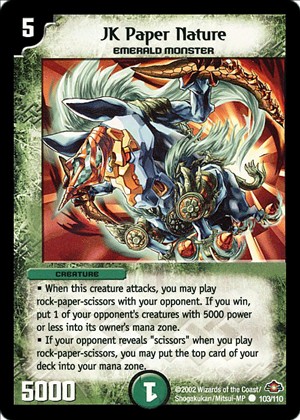 5
JK Paper Nature
EMERALD MONSTER
CREATURE
■ When this creature attacks, you may play
rock-paper-scissors with your opponent. If you win,
put 1 of your opponent's creatures with 5000 power
or less into its owner's mana zone.
■ If your opponent reveals "scissors" when you play
rock-paper-scissors, you may put the top card of your
deck into your mana zone.
5000
1
©2002 Wizards of the Coast/
Shogakukan/Mitsui-MP ● 103/110